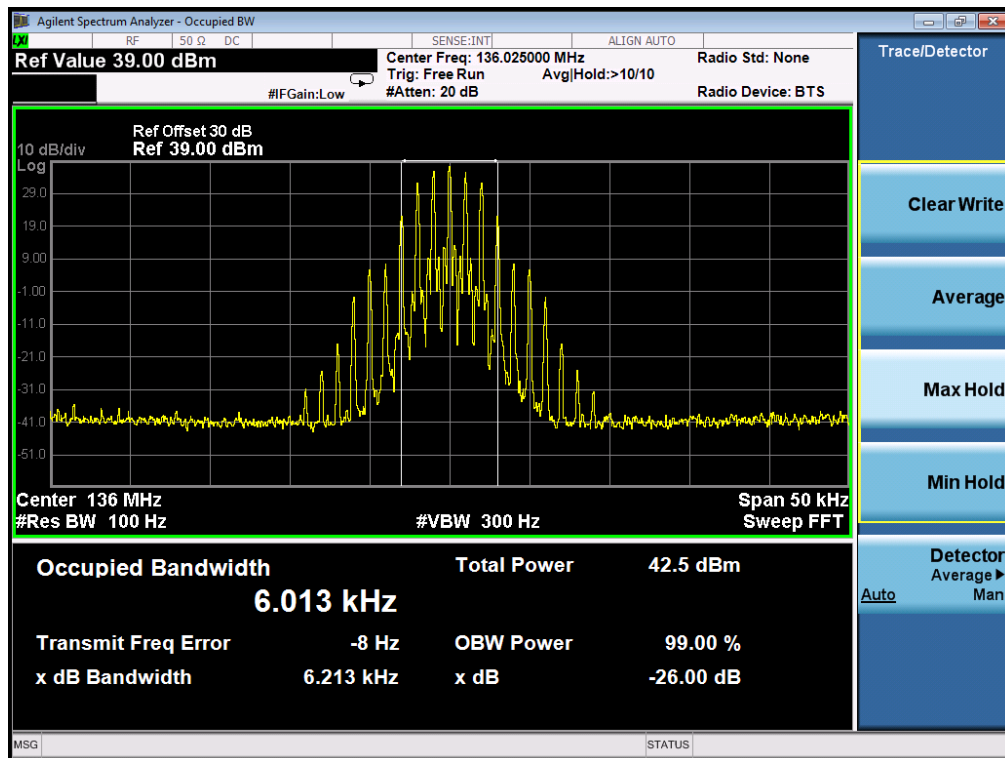 Agilent Spectrum Analyzer - Occupied BW
LXI RF 50 Ω DC SENSE:INT ALIGN AUTO
Ref Value 39.00 dBm
Center Freq: 136.025000 MHz
Radio Std: None
Trig: Free Run Avg|Hold:>10/10
#IFGain:Low #Atten: 20 dB Radio Device: BTS
Ref Offset 30 dB
10 dB/div Ref 39.00 dBm
Log
29.0
19.0
9.00
-1.00
-11.0
-21.0
-31.0
-41.0
-51.0
Center 136 MHz Span 50 kHz
#Res BW 100 Hz #VBW 300 Hz Sweep FFT
Occupied Bandwidth Total Power 42.5 dBm
6.013 kHz
Transmit Freq Error -8 Hz OBW Power 99.00 %
x dB Bandwidth 6.213 kHz x dB -26.00 dB
MSG STATUS
Trace/Detector
Clear Write
Average
Max Hold
Min Hold
Detector
Average
Auto Man